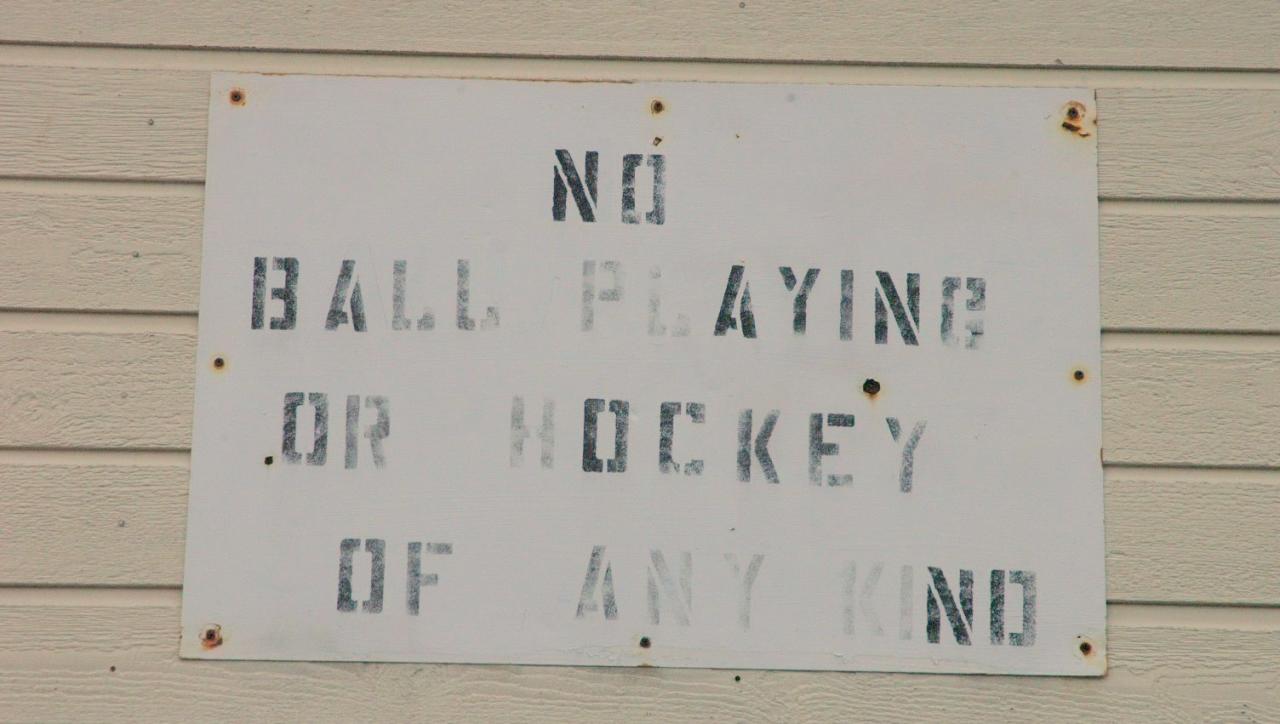 NO
BALL PLAYING
OR HOCKEY
OF ANY KIND